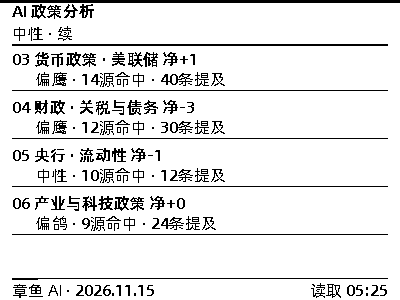 AI 政策分析
中性 · 续
03 货币政策 · 美联储 净+1
偏鹰 · 14源命中 · 40条提及
04 财政 · 关税与债务 净-3
偏鹰 · 12源命中 · 30条提及
05 央行 · 流动性 净-1
中性 · 10源命中 · 12条提及
06 产业与科技政策 净+0
偏鸽 · 9源命中 · 24条提及
章鱼 AI · 2026.11.15
读取 05:25